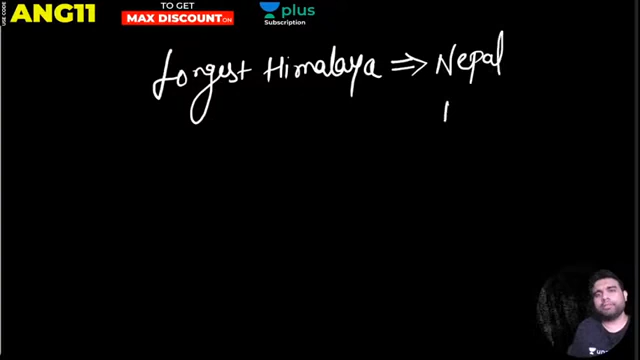 USE CODE
ANG11
TO GET
MAX DISCOUNT ON
plus
Subscription
Longest Himalaya ⇒ Nepal